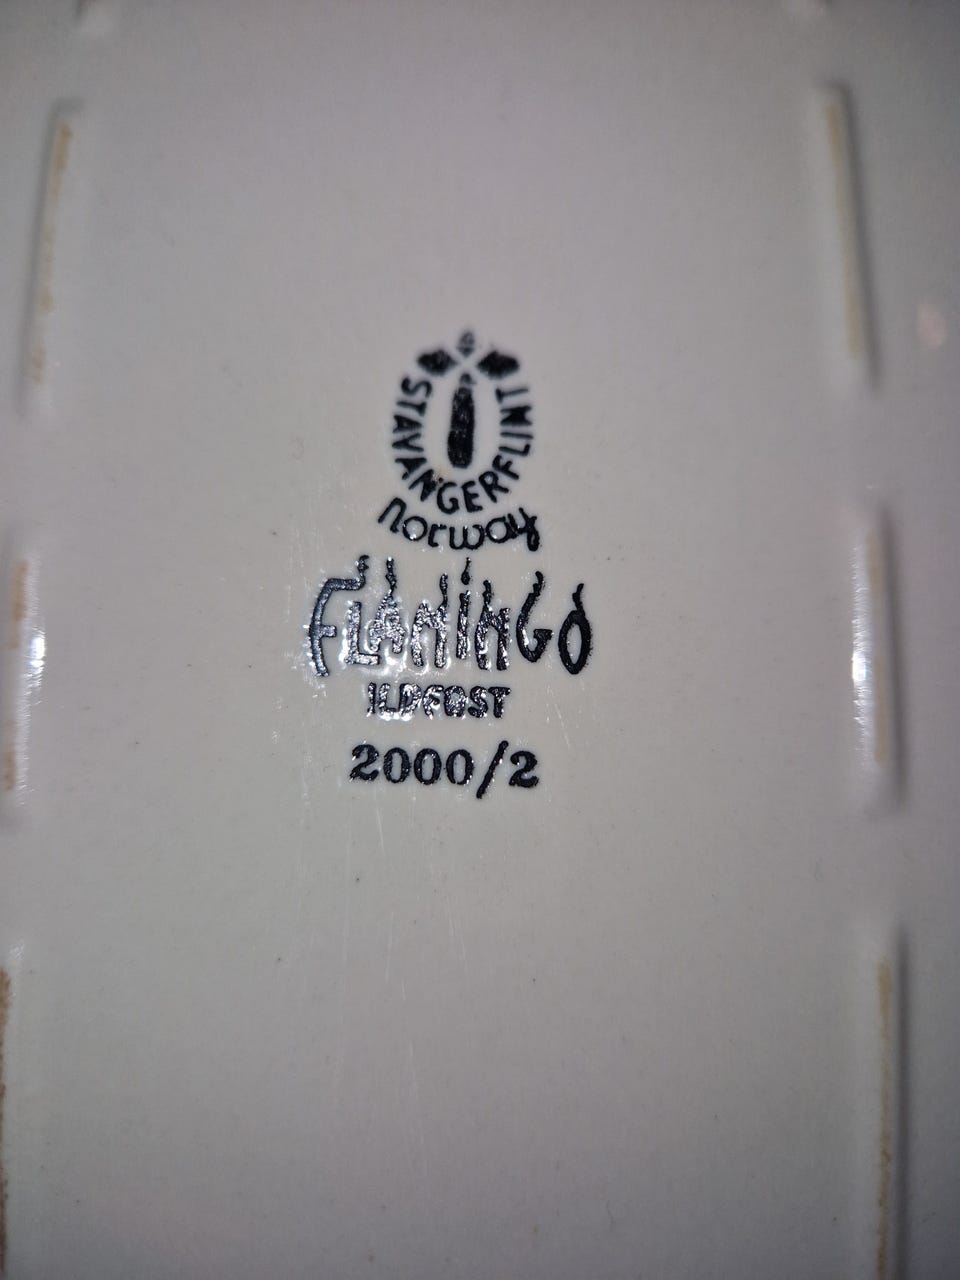 STAVANGERFLINT
Norway
FLAMINGO
ILDFAST
2000/2